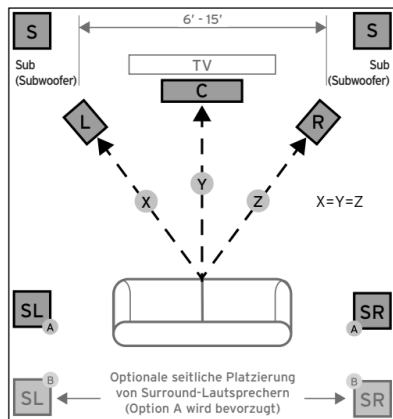 6′ - 15′
S
S
TV
Sub
(Subwoofer)
Sub
(Subwoofer)
C
L
R
Y
X
Z
X=Y=Z
SL
A
SR
A
B
B
SL
SR
Optionale seitliche Platzierung
von Surround-Lautsprechern
(Option A wird bevorzugt)